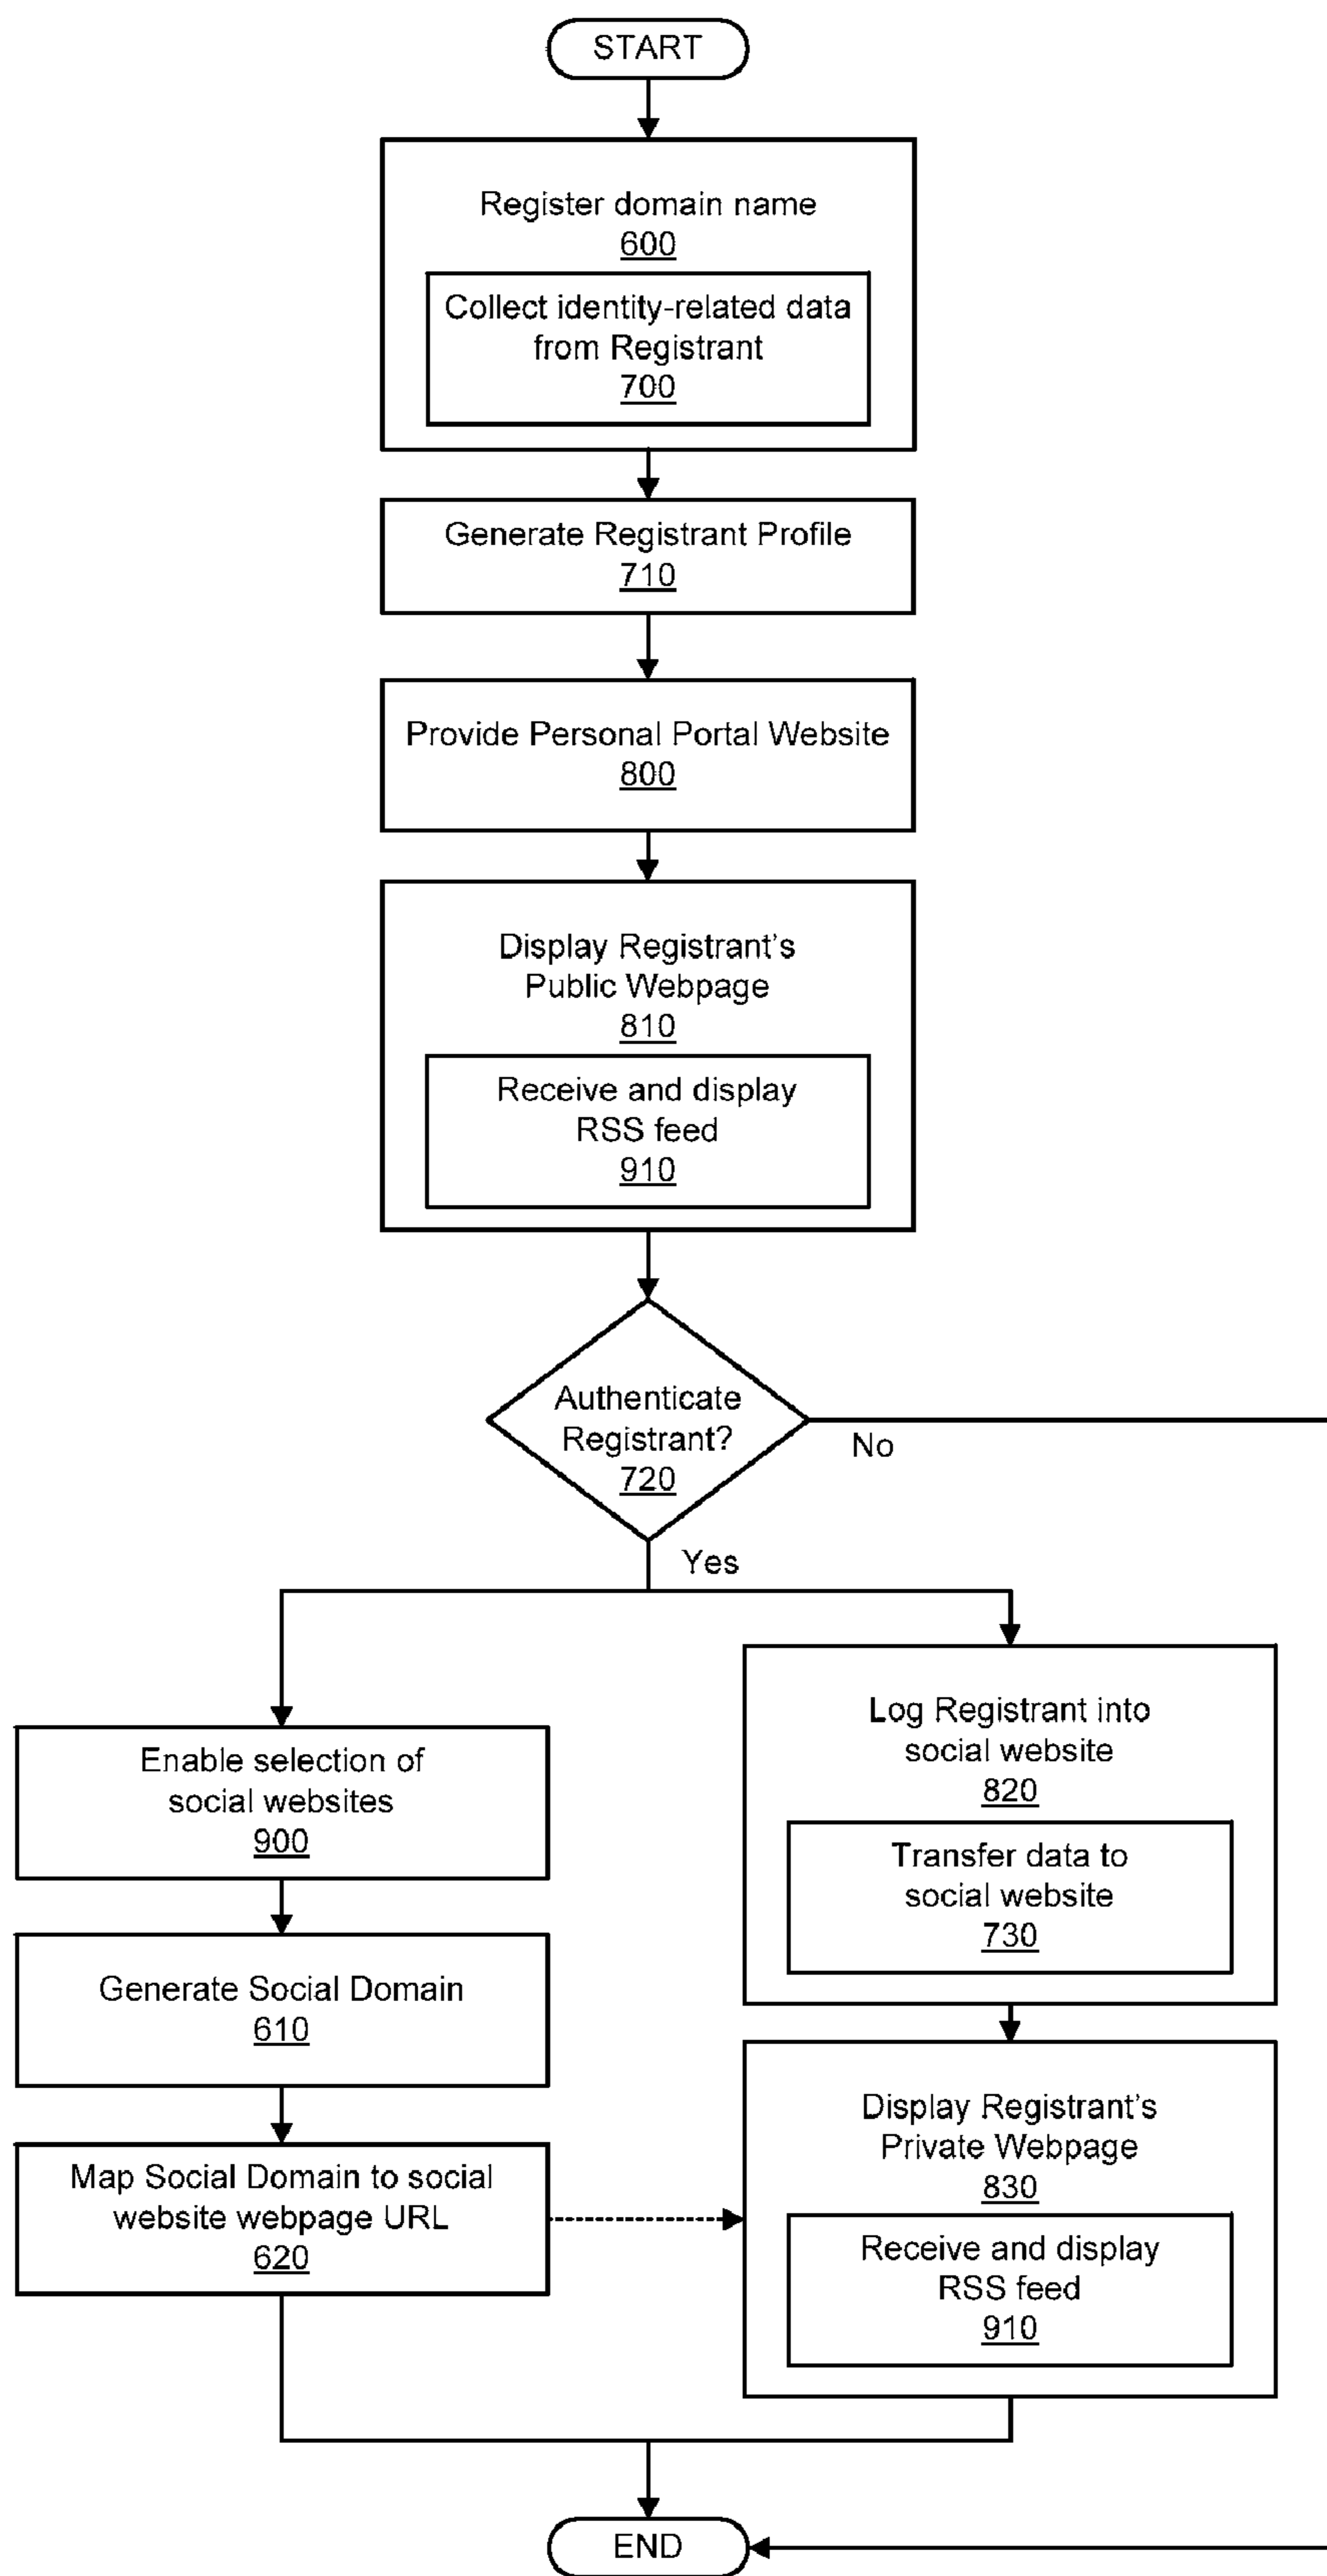 START
Register domain name
600
Collect identity-related data
from Registrant
700
Generate Registrant Profile
710
Provide Personal Portal Website
800
Display Registrant's
Public Webpage
810
Receive and display
RSS feed
910
Authenticate
Registrant?
720
No
Yes
Enable selection of
social websites
900
Generate Social Domain
610
Map Social Domain to social
website webpage URL
620
Log Registrant into
social website
820
Transfer data to
social website
730
Display Registrant's
Private Webpage
830
Receive and display
RSS feed
910
END